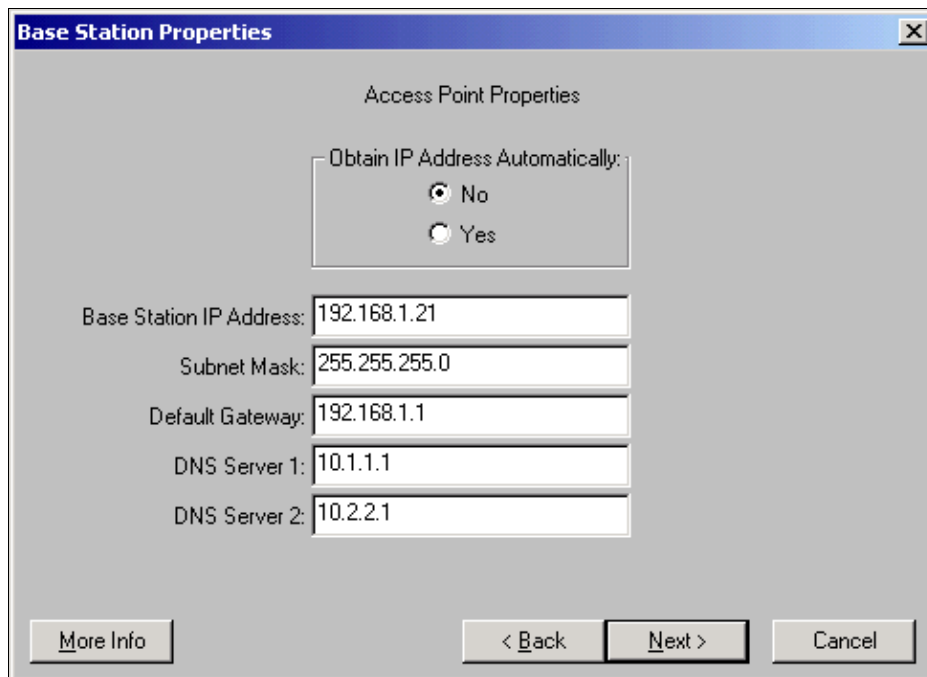 Base Station Properties
Access Point Properties
Obtain IP Address Automatically:
No
Yes
Base Station IP Address: 192.168.1.21
Subnet Mask: 255.255.255.0
Default Gateway: 192.168.1.1
DNS Server 1: 10.1.1.1
DNS Server 2: 10.2.2.1
More Info < Back Next > Cancel